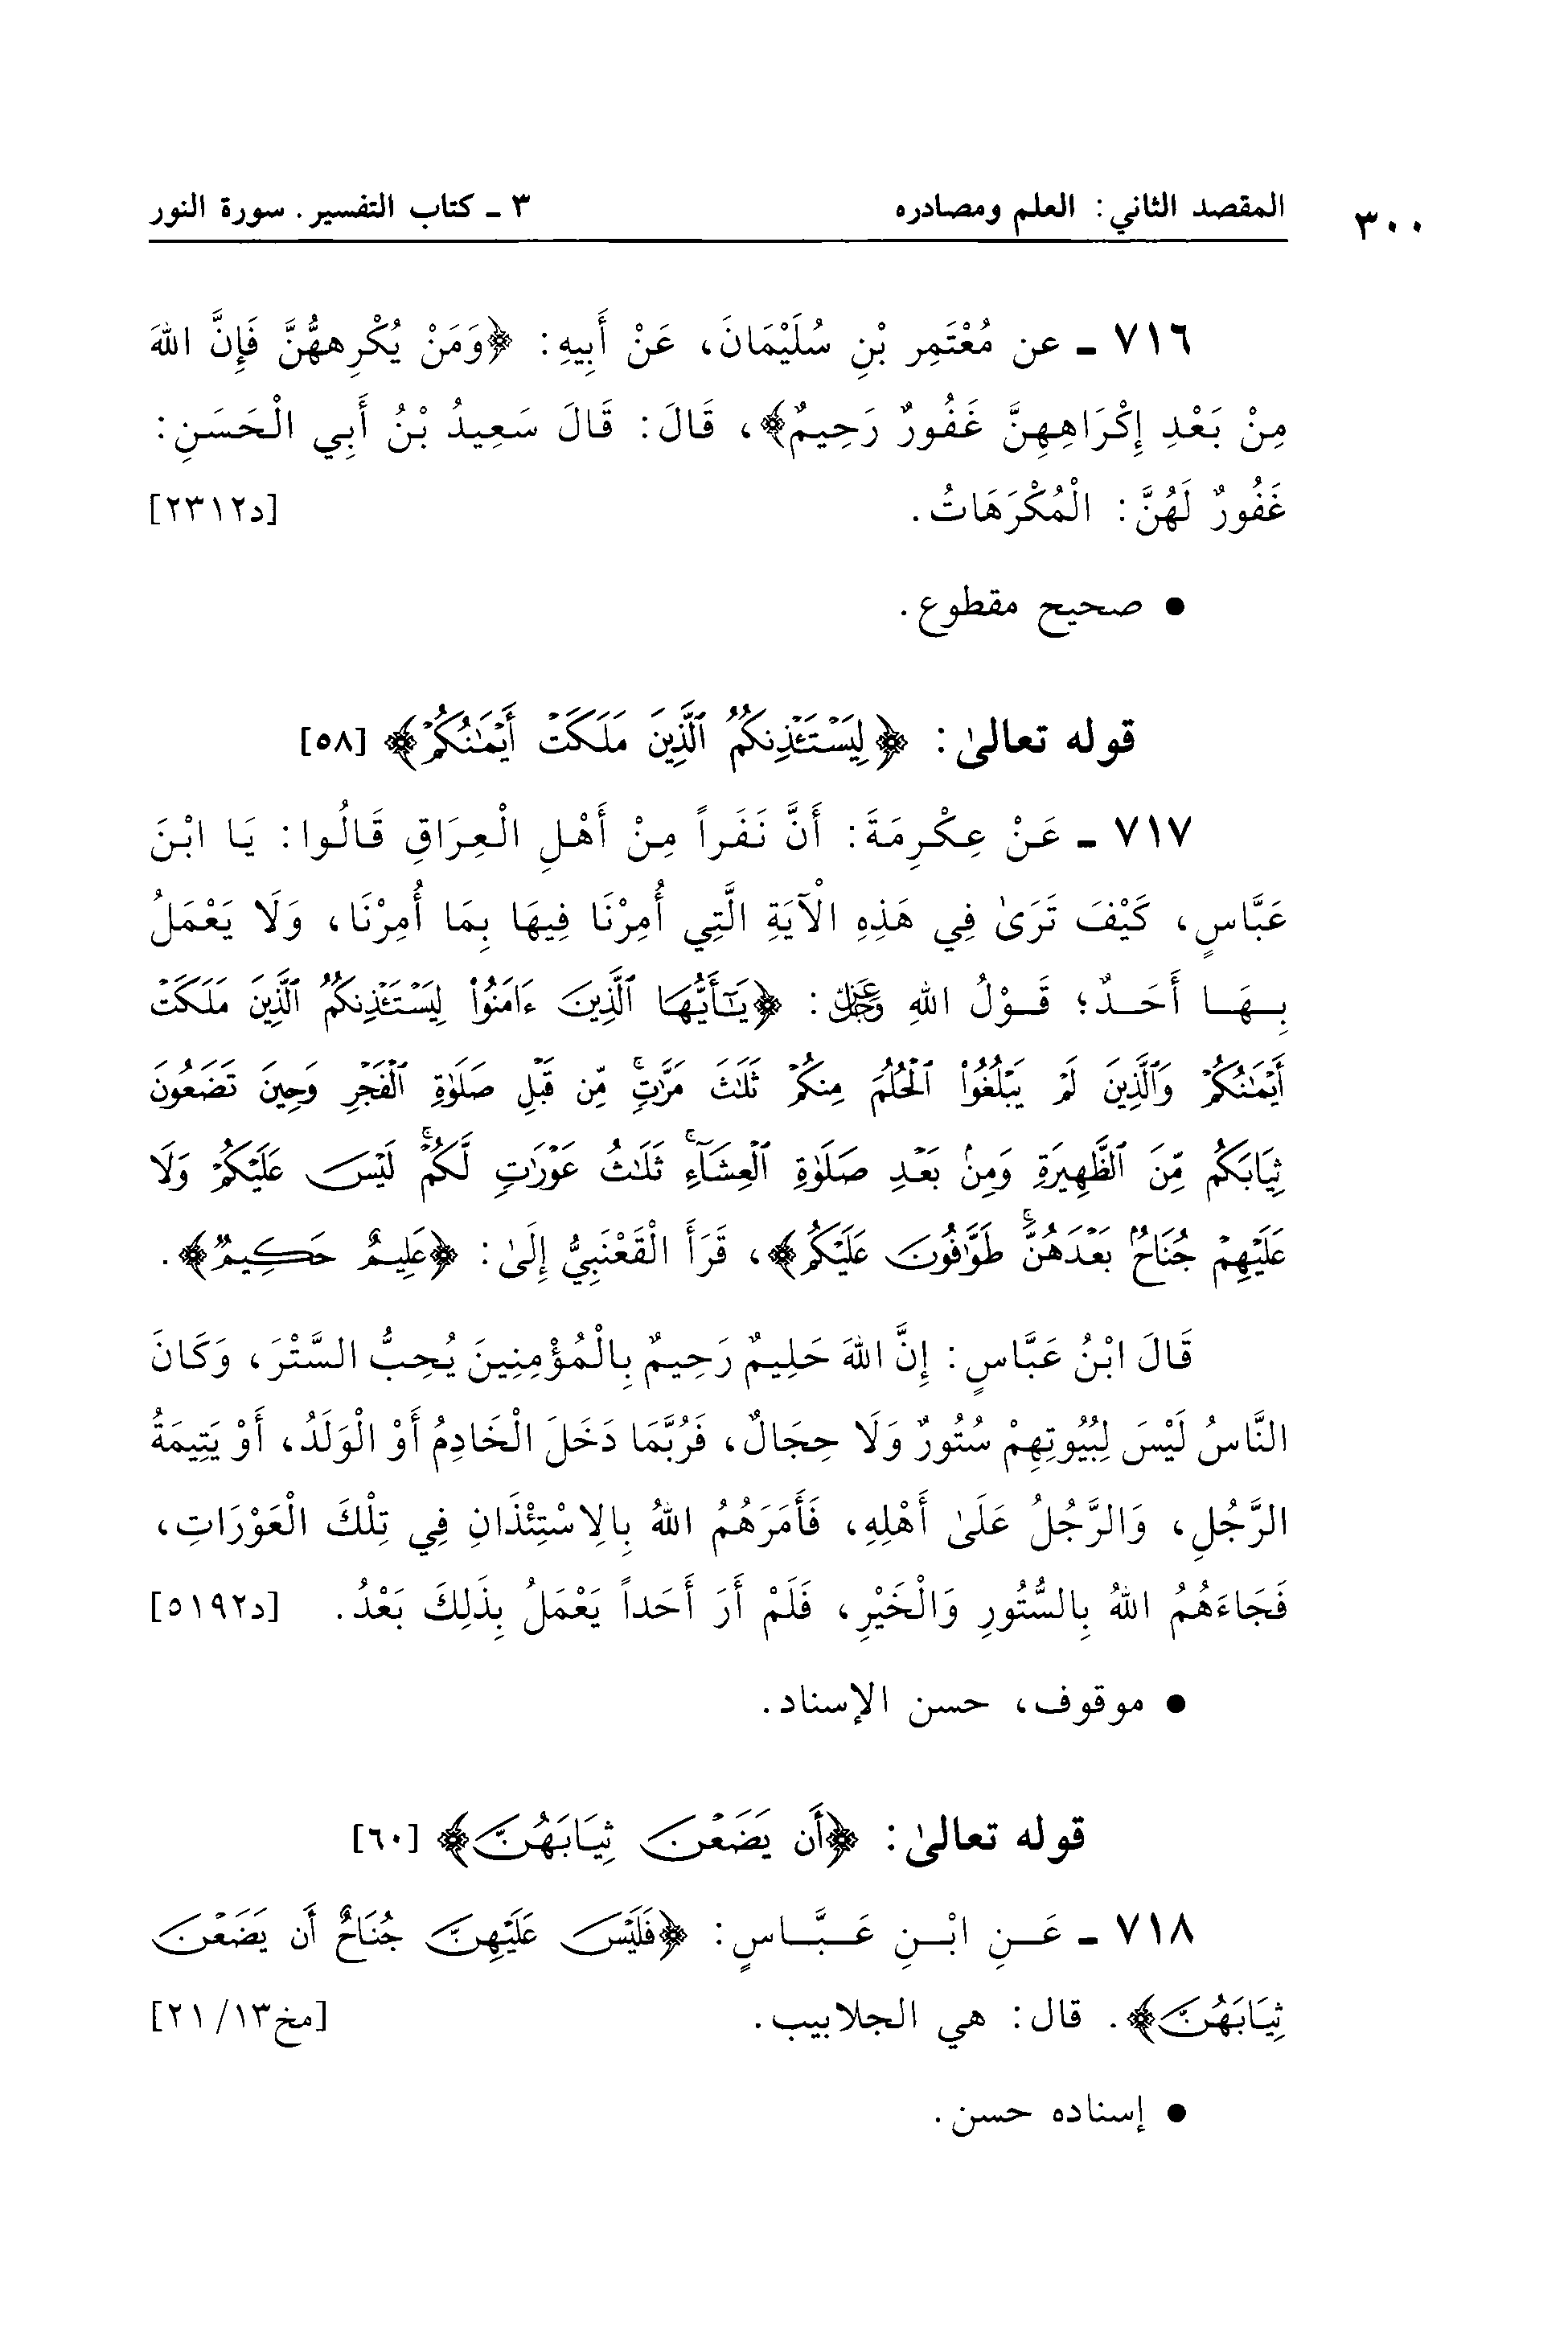 ٣٠٠ المقصد الثاني: العلم ومصادره ٣ ـ كتاب التفسير. سورة النور
٧١٦ ـ عن مُعْتَمِر بْنِ سُلَيْمَانَ، عَنْ أَبِيهِ: ﴿وَمَنْ يُكْرِههُّنَّ فَإِنَّ اللهَ
مِنْ بَعْدِ إِكْرَاهِهِنَّ غَفُورٌ رَحِيمٌ﴾، قَالَ: قَالَ سَعِيدُ بْنُ أَبِي الْحَسَنِ:
غَفُورٌ لَهُنَّ: الْمُكْرَهَاتُ. [د٢٣١٢]
● صحيح مقطوع.
قوله تعالىٰ: ﴿لِيَسْتَـْٔذِنكُمُ ٱلَّذِينَ مَلَكَتْ أَيْمَٰنُكُمْ﴾ [٥٨]
٧١٧ ـ عَنْ عِكْرِمَةَ: أَنَّ نَفَراً مِنْ أَهْلِ الْعِرَاقِ قَالُوا: يَا ابْنَ
عَبَّاسٍ، كَيْفَ تَرَىٰ فِي هَذِهِ الْآيَةِ الَّتِي أُمِرْنَا فِيهَا بِمَا أُمِرْنَا، وَلَا يَعْمَلُ
بِهَا أَحَدٌ؛ قَوْلُ اللهِ عَزَّ وَجَلَّ: ﴿يَٰٓأَيُّهَا ٱلَّذِينَ ءَامَنُوا۟ لِيَسْتَـْٔذِنكُمُ ٱلَّذِينَ مَلَكَتْ
أَيْمَٰنُكُمْ وَٱلَّذِينَ لَمْ يَبْلُغُوا۟ ٱلْحُلُمَ مِنكُمْ ثَلَٰثَ مَرَّٰتٍۚ مِّن قَبْلِ صَلَوٰةِ ٱلْفَجْرِ وَحِينَ تَضَعُونَ
ثِيَابَكُم مِّنَ ٱلظَّهِيرَةِ وَمِنۢ بَعْدِ صَلَوٰةِ ٱلْعِشَآءِۚ ثَلَٰثُ عَوْرَٰتٍ لَّكُمْۚ لَيْسَ عَلَيْكُمْ وَلَا
عَلَيْهِمْ جُنَاحٌۢ بَعْدَهُنَّۚ طَوَّٰفُونَ عَلَيْكُم﴾، قَرَأَ الْقَعْنَبِيُّ إِلَىٰ: ﴿عَلِيمٌ حَكِيمٌ﴾.
قَالَ ابْنُ عَبَّاسٍ: إِنَّ اللهَ حَلِيمٌ رَحِيمٌ بِالْمُؤْمِنِينَ يُحِبُّ السَّتْرَ، وَكَانَ
النَّاسُ لَيْسَ لِبُيُوتِهِمْ سُتُورٌ وَلَا حِجَالٌ، فَرُبَّمَا دَخَلَ الْخَادِمُ أَوْ الْوَلَدُ، أَوْ يَتِيمَةُ
الرَّجُلِ، وَالرَّجُلُ عَلَىٰ أَهْلِهِ، فَأَمَرَهُمُ اللهُ بِالِاسْتِئْذَانِ فِي تِلْكَ الْعَوْرَاتِ،
فَجَاءَهُمُ اللهُ بِالسُّتُورِ وَالْخَيْرِ، فَلَمْ أَرَ أَحَداً يَعْمَلُ بِذَلِكَ بَعْدُ. [د٥١٩٢]
● موقوف، حسن الإسناد.
قوله تعالىٰ: ﴿أَن يَضَعْنَ ثِيَابَهُنَّ﴾ [٦٠]
٧١٨ ـ عَنِ ابْنِ عَبَّاسٍ: ﴿فَلَيْسَ عَلَيْهِنَّ جُنَاحٌ أَن يَضَعْنَ
ثِيَابَهُنَّ﴾. قال: هي الجلابيب. [مخ١٣/ ٢١]
● إسناده حسن.